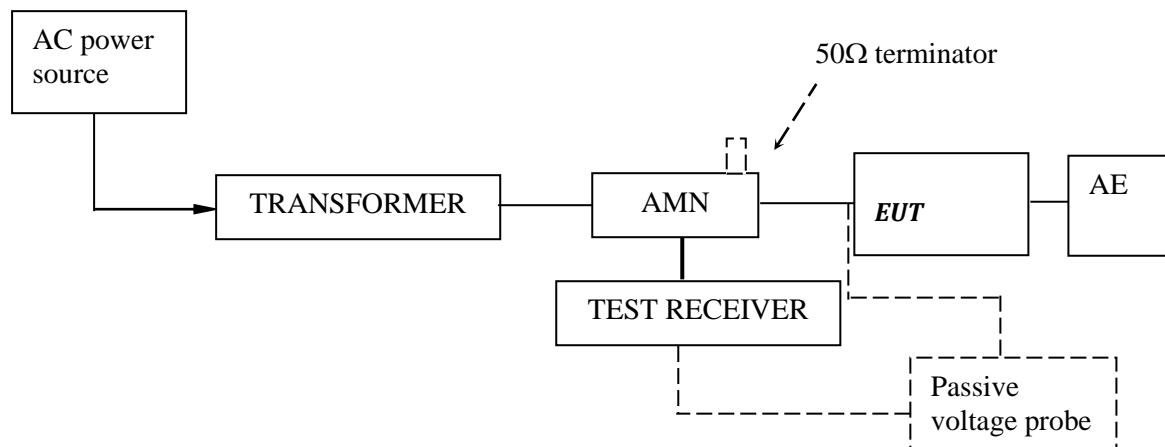 AC power
source
50Ω terminator
TRANSFORMER
AMN
EUT
AE
TEST RECEIVER
Passive
voltage probe